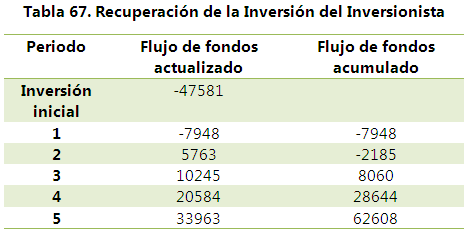 Tabla 67. Recuperación de la Inversión del Inversionista
Periodo Flujo de fondos actualizado Flujo de fondos acumulado
Inversión inicial -47581
1 -7948 -7948
2 5763 -2185
3 10245 8060
4 20584 28644
5 33963 62608